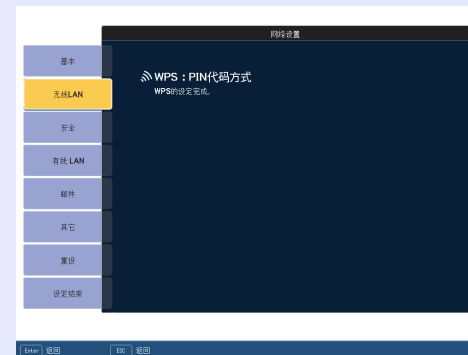 网络设置
基本
无线LAN
安全
有线 LAN
邮件
其它
重设
设定结束
WPS：PIN代码方式
WPS的设定完成.
Enter 返回 ESC 返回